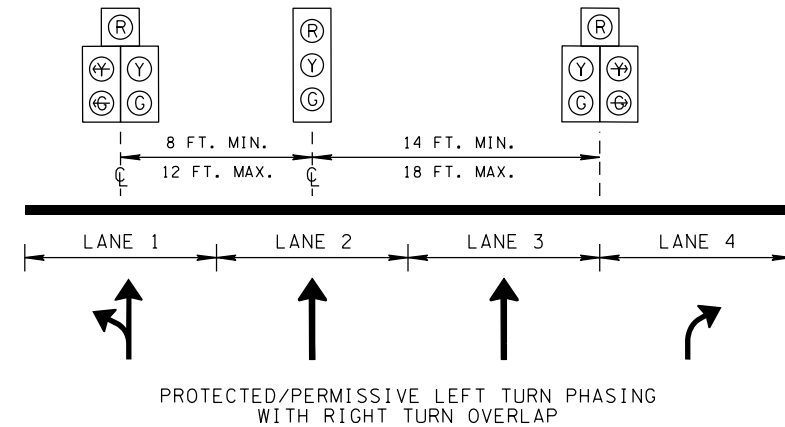 R R R
Y Y Y Y Y
G G G G G
8 FT. MIN. 14 FT. MIN.
℄ 12 FT. MAX. ℄ 18 FT. MAX.
LANE 1 LANE 2 LANE 3 LANE 4
PROTECTED/PERMISSIVE LEFT TURN PHASING
WITH RIGHT TURN OVERLAP